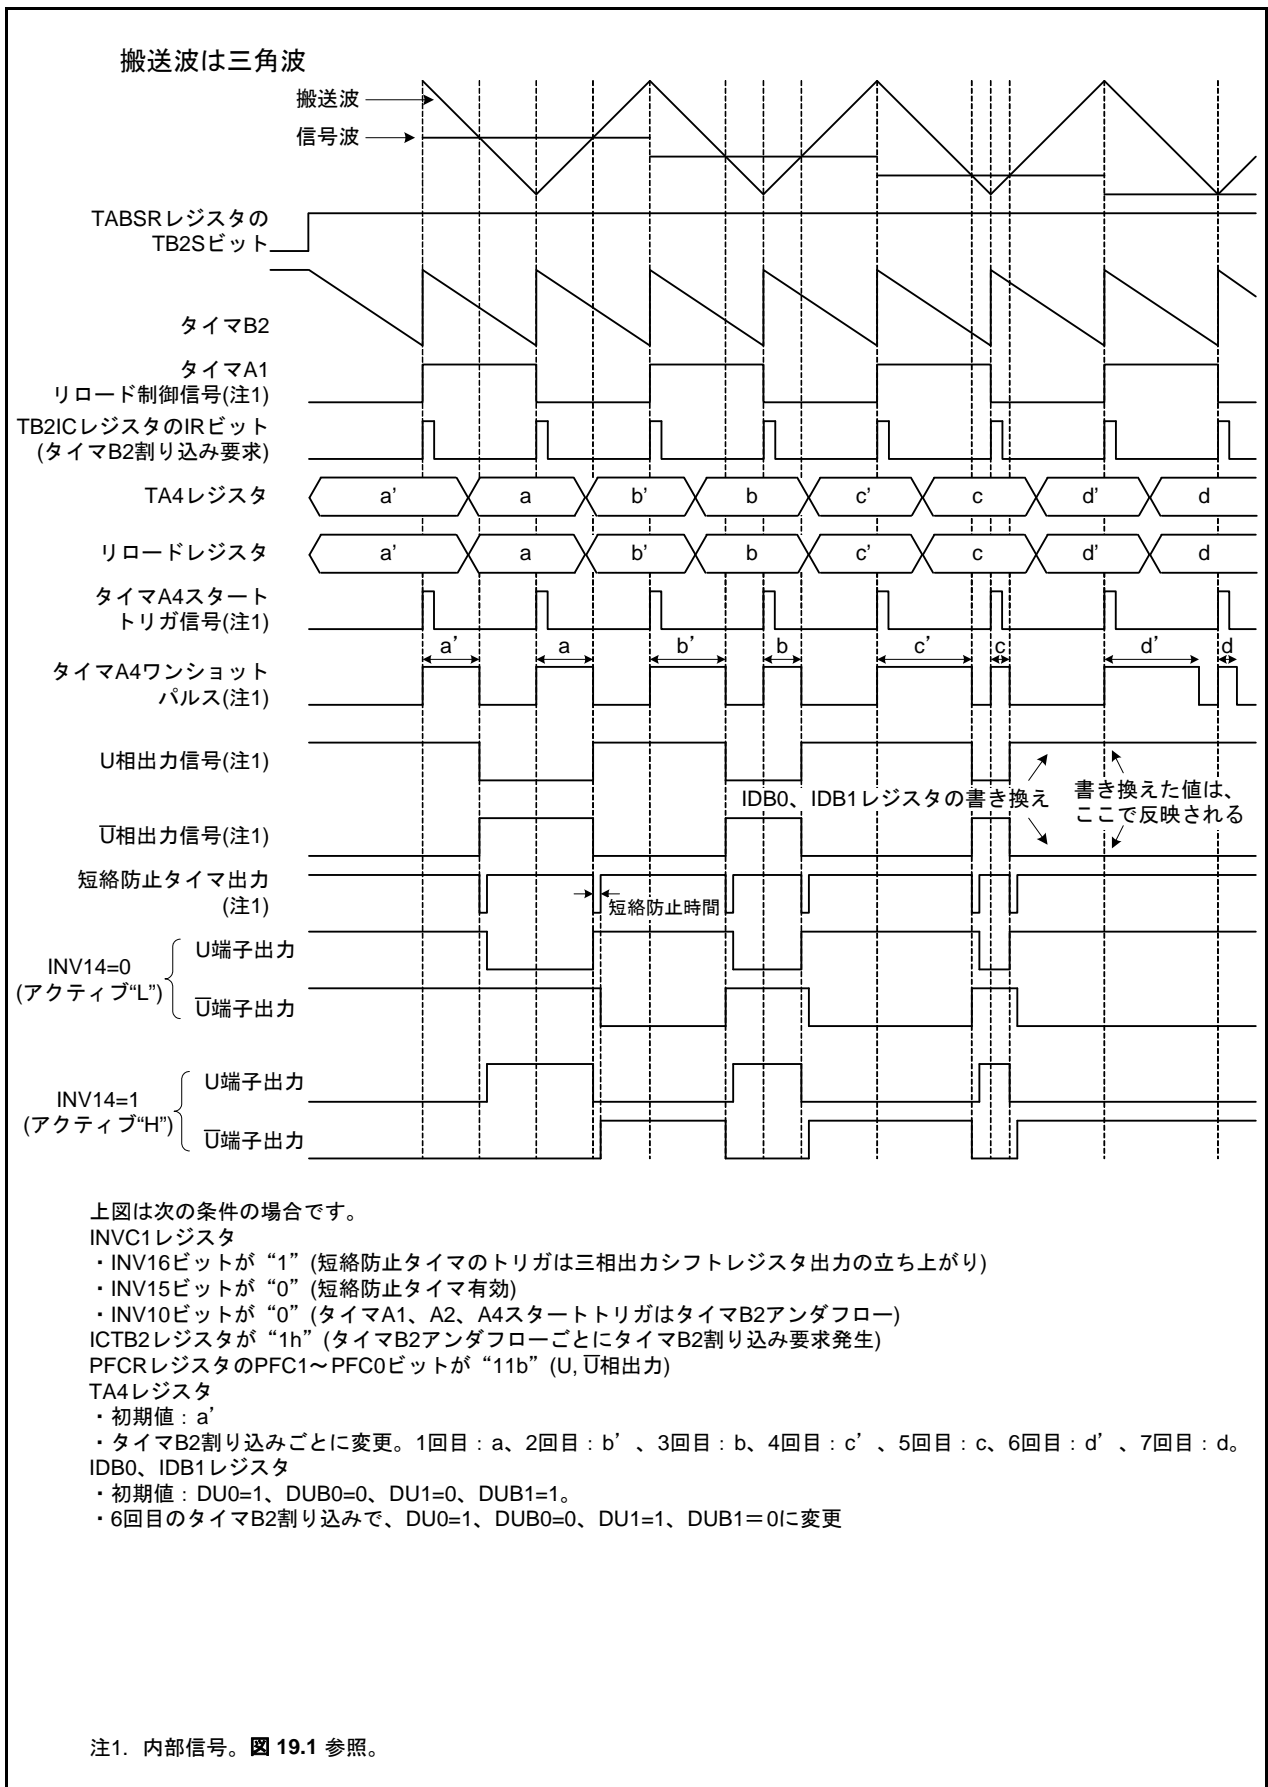 搬送波は三角波
搬送波
信号波
TABSRレジスタの
TB2Sビット
タイマB2
タイマA1
リロード制御信号(注1)
TB2ICレジスタのIRビット
(タイマB2割り込み要求)
TA4レジスタ
a’ a b’ b c’ c d’ d
リロードレジスタ
a’ a b’ b c’ c d’ d
タイマA4スタート
トリガ信号(注1)
a’ a b’ b c’ c d’ d
タイマA4ワンショット
パルス(注1)
U相出力信号(注1)
IDB0、IDB1レジスタの書き換え
書き換えた値は、
ここで反映される
U̅相出力信号(注1)
短絡防止タイマ出力
(注1)
短絡防止時間
INV14=0
(アクティブ“L”)
U端子出力
U̅端子出力
INV14=1
(アクティブ“H”)
U端子出力
U̅端子出力
上図は次の条件の場合です。
INVC1レジスタ
・INV16ビットが“1”(短絡防止タイマのトリガは三相出力シフトレジスタ出力の立ち上がり)
・INV15ビットが“0”(短絡防止タイマ有効)
・INV10ビットが“0”(タイマA1、A2、A4スタートトリガはタイマB2アンダフロー)
ICTB2レジスタが“1h”(タイマB2アンダフローごとにタイマB2割り込み要求発生)
PFCRレジスタのPFC1～PFC0ビットが“11b”(U, U̅相出力)
TA4レジスタ
・初期値：a’
・タイマB2割り込みごとに変更。1回目：a、2回目：b’、3回目：b、4回目：c’、5回目：c、6回目：d’、7回目：d。
IDB0、IDB1レジスタ
・初期値：DU0=1、DUB0=0、DU1=0、DUB1=1。
・6回目のタイマB2割り込みで、DU0=1、DUB0=0、DU1=1、DUB1＝0に変更
注1. 内部信号。図 19.1 参照。